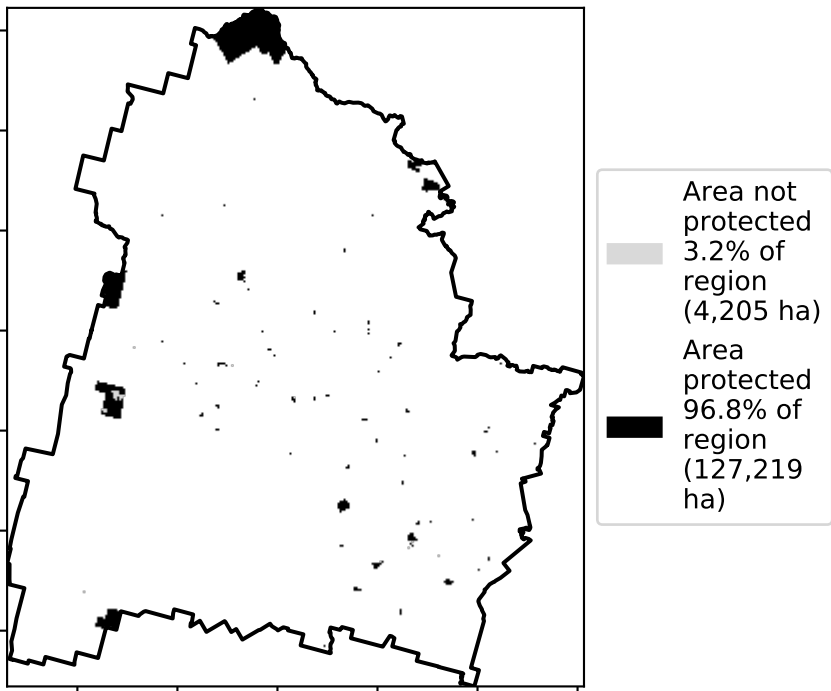 Area not
protected
3.2% of
region
(4,205 ha)
Area
protected
96.8% of
region
(127,219
ha)